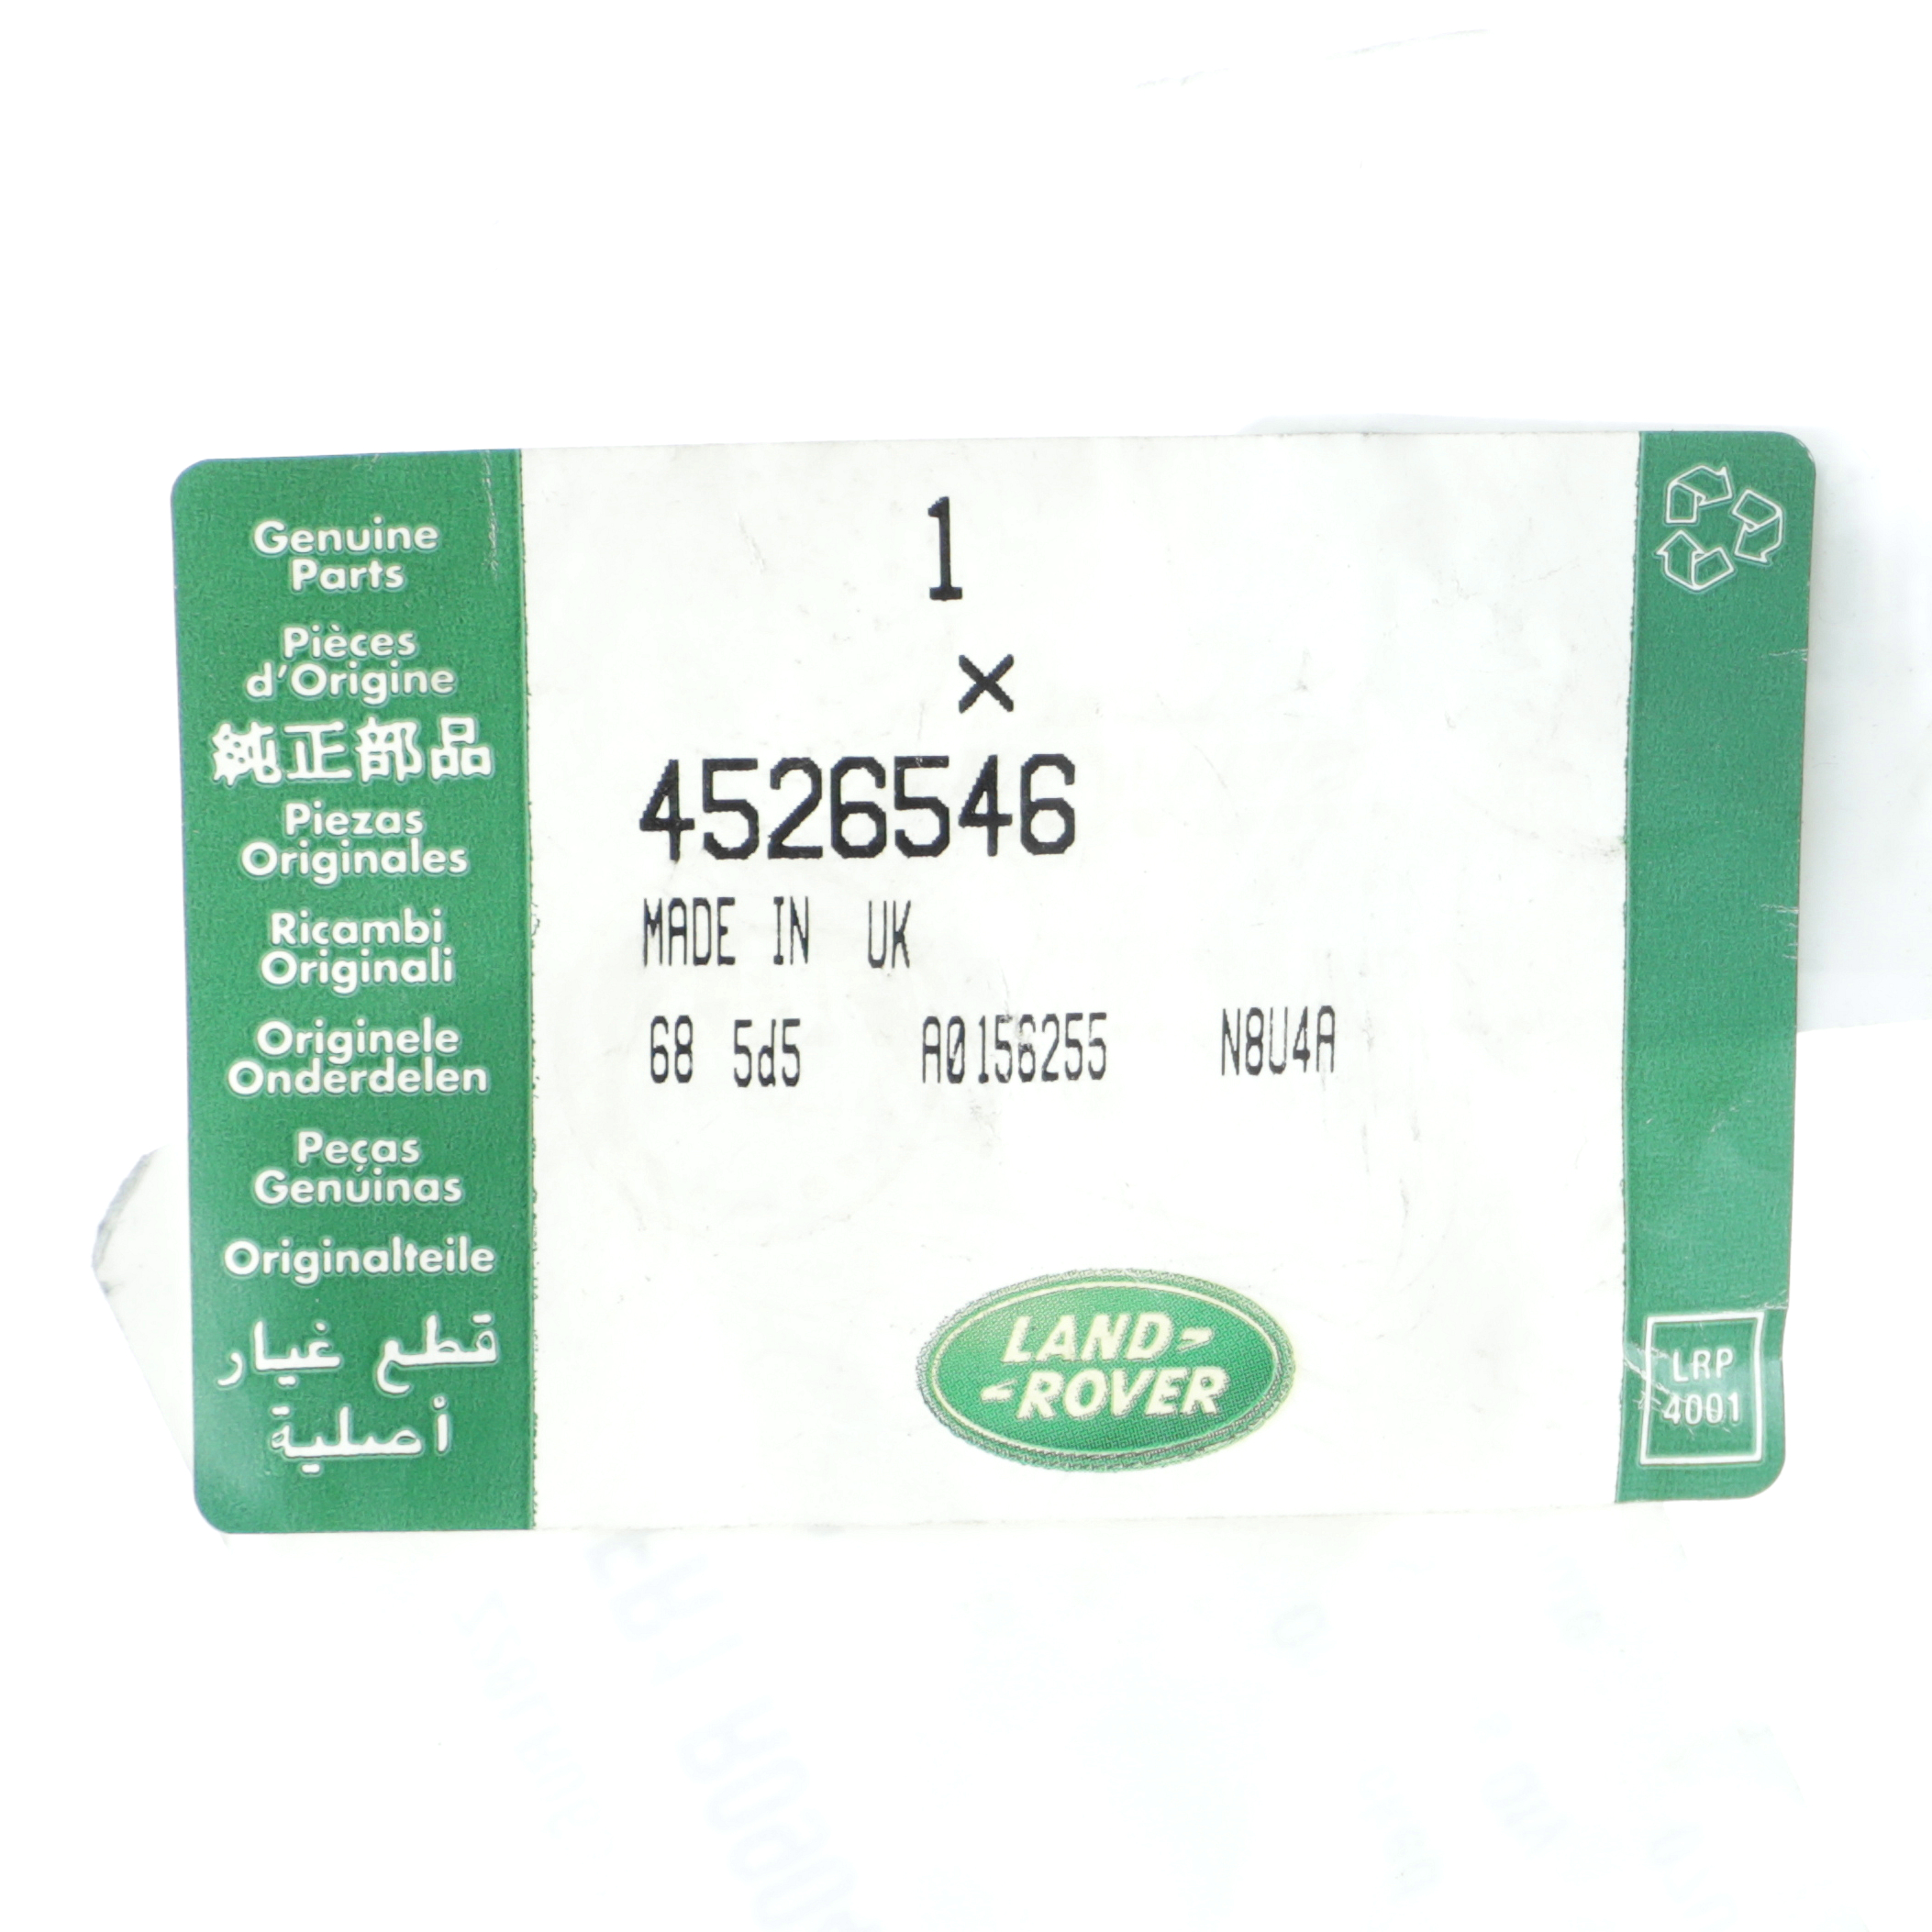 Genuine
Parts
Pièces
d'Origine
純正部品
Piezas
Originales
Ricambi
Originali
Originele
Onderdelen
Peças
Genuínas
Originalteile
قطع غيار
أصلية
1
×
4526546
MADE IN UK
68 5d5 A0156255 N8U4A
LAND-
-ROVER
LRP
4001